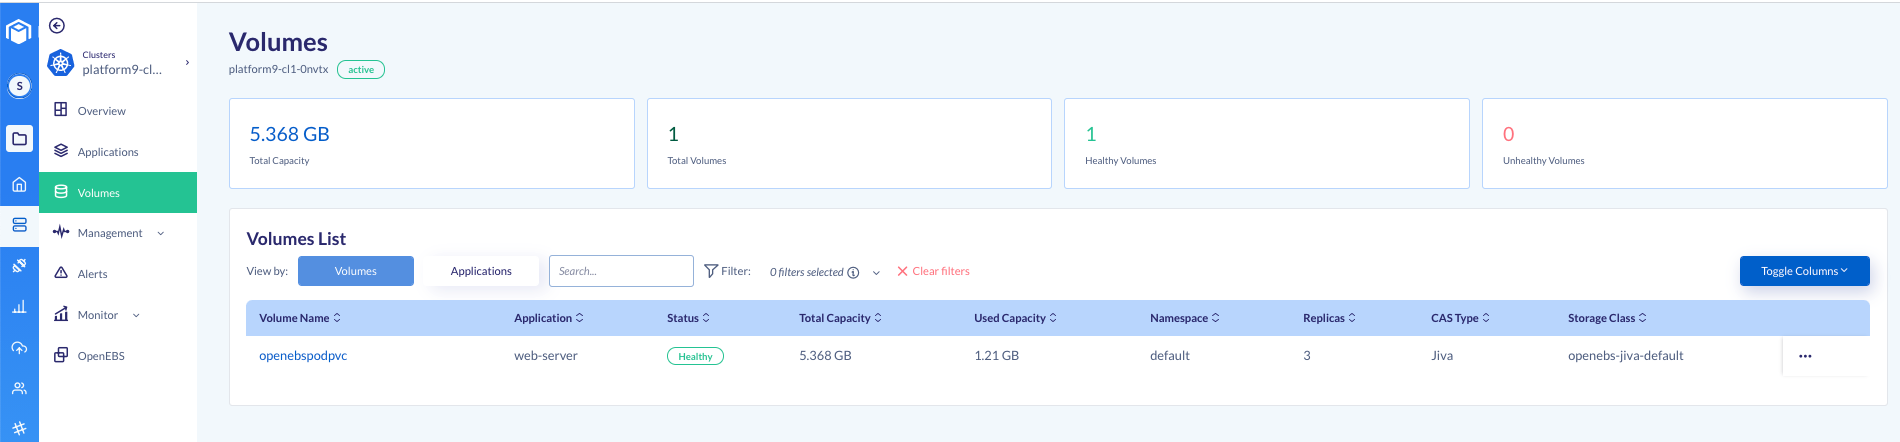 Clusters
platform9-cl...
S
Overview
Applications
Volumes
Management
Alerts
Monitor
OpenEBS
Volumes
platform9-cl1-0nvtx active
5.368 GB
Total Capacity
1
Total Volumes
1
Healthy Volumes
0
Unhealthy Volumes
Volumes List
View by: Volumes Applications Search... Filter: 0 filters selected Clear filters Toggle Columns
Volume Name Application Status Total Capacity Used Capacity Namespace Replicas CAS Type Storage Class
openebspodpvc web-server Healthy 5.368 GB 1.21 GB default 3 Jiva openebs-jiva-default